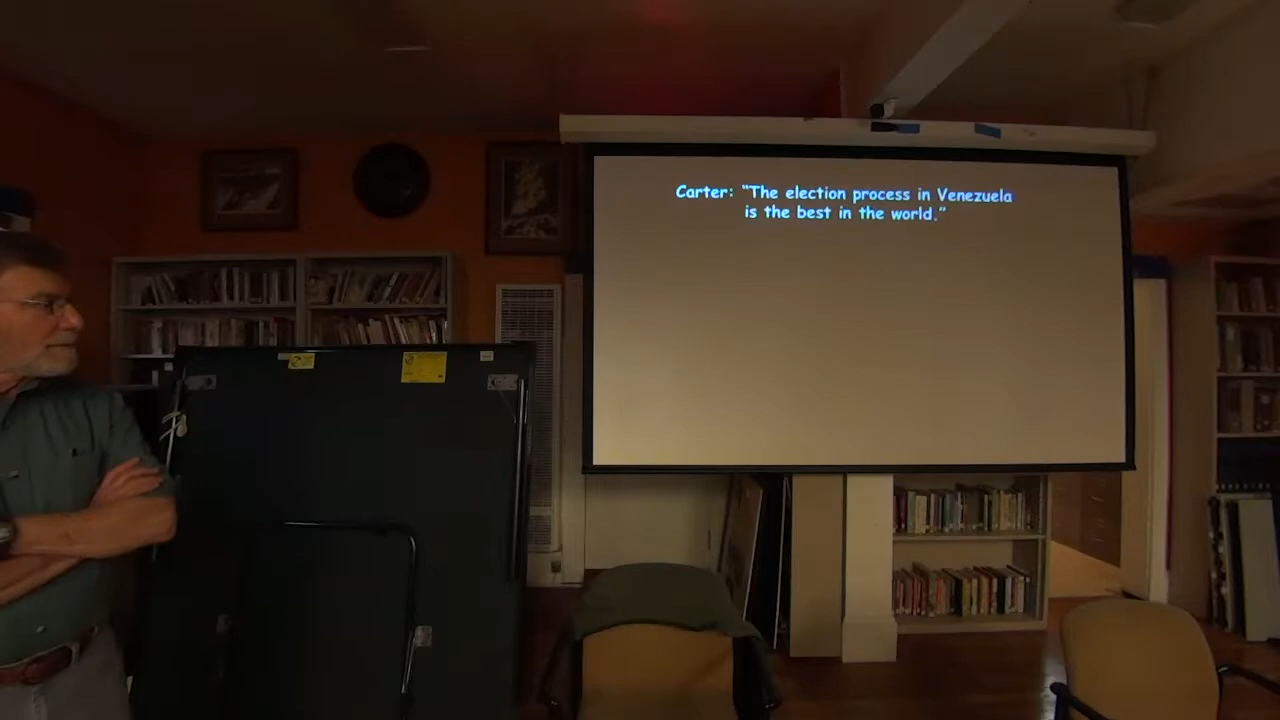 Carter: “The election process in Venezuela
is the best in the world.”